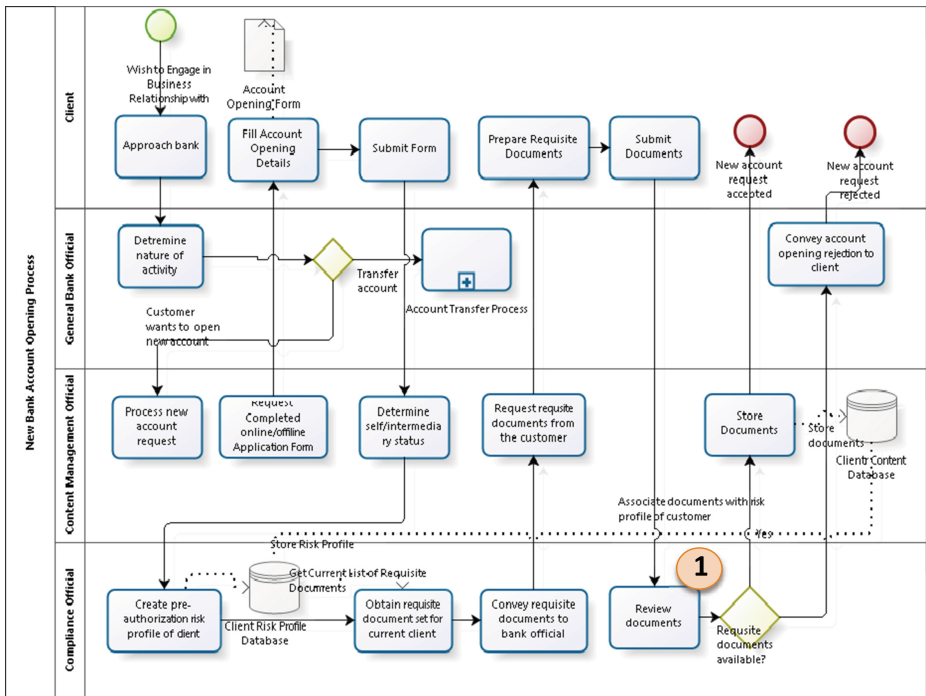 New Bank Account Opening Process
Client
Wish to Engage in
Business
Relationship with
Approach bank
Account
Opening Form
Fill Account
Opening
Details
Submit Form
Prepare Requisite
Documents
Submit
Documents
New account
request
accepted
New account
request
rejected
General Bank Official
Detremine
nature of
activity
Transfer
account
Account Transfer Process
Convey account
opening rejection to
client
Customer
wants to open
new account
Content Management Official
Process new
account
request
Request
Completed
online/offline
Application Form
Determine
self/intermedia
ry status
Request requsite
documents from
the customer
Store
Documents
Store
documents
Clientr Content
Database
Associate documents with risk
profile of customer
Yes
Compliance Official
Store Risk Profile
Get Current List of Requisite
Documents
Create pre-
authorization risk
profile of client
Client Risk Profile
Database
Obtain requisite
document set for
current client
Convey requisite
documents to
bank official
1
Review
documents
Requsite
documents
available?